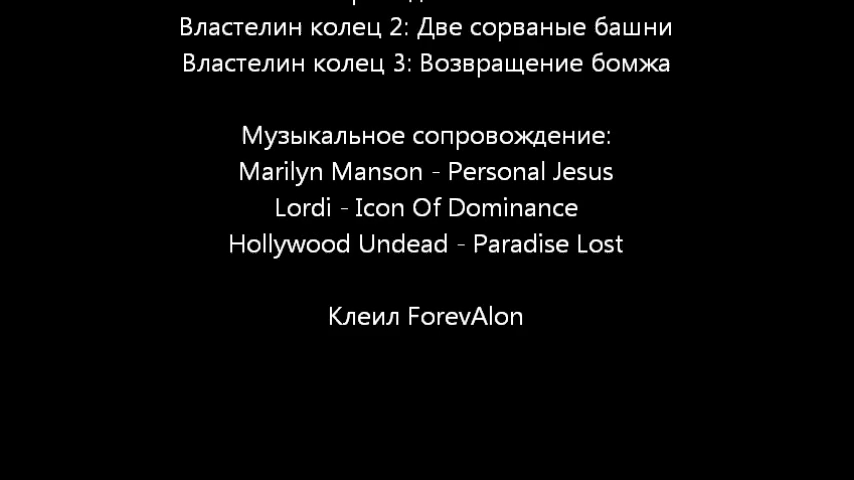 Властелин колец 2: Две сорваные башни
Властелин колец 3: Возвращение бомжа
Музыкальное сопровождение:
Marilyn Manson - Personal Jesus
Lordi - Icon Of Dominance
Hollywood Undead - Paradise Lost
Клеил ForevAlon